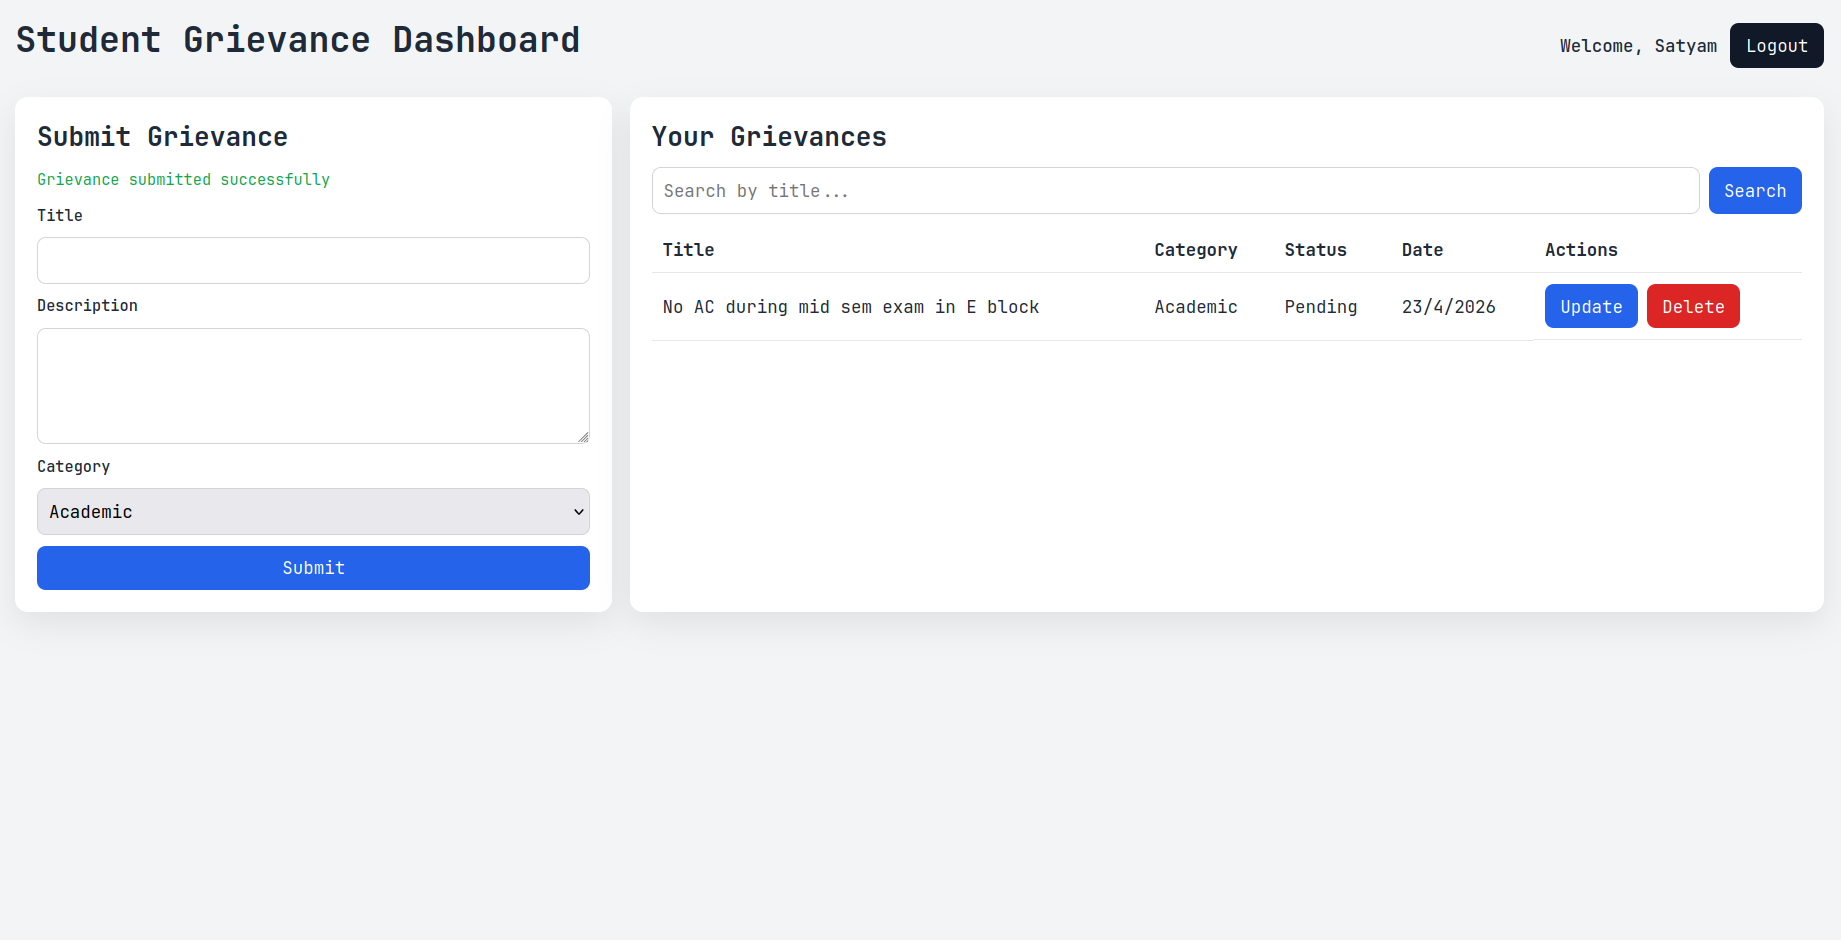 Student Grievance Dashboard
Welcome, Satyam
Logout
Submit Grievance
Grievance submitted successfully
Title
Description
Category
Academic
Submit
Your Grievances
Search by title...
Search
Title Category Status Date Actions
No AC during mid sem exam in E block Academic Pending 23/4/2026 Update Delete